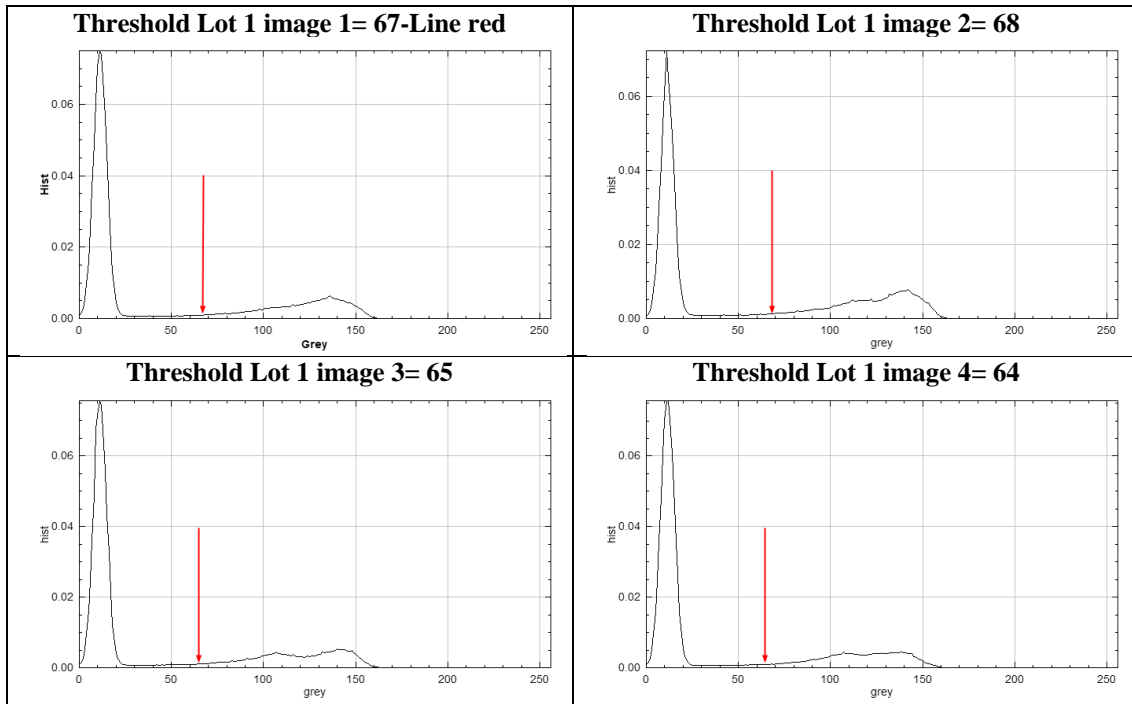 Threshold Lot 1 image 1= 67-Line red
Hist
0.06
0.04
0.02
0.00
0 50 100 150 200 250
Grey
Threshold Lot 1 image 2= 68
hist
0.06
0.04
0.02
0.00
0 50 100 150 200 250
grey
Threshold Lot 1 image 3= 65
hist
0.06
0.04
0.02
0.00
0 50 100 150 200 250
grey
Threshold Lot 1 image 4= 64
hist
0.06
0.04
0.02
0.00
0 50 100 150 200 250
grey